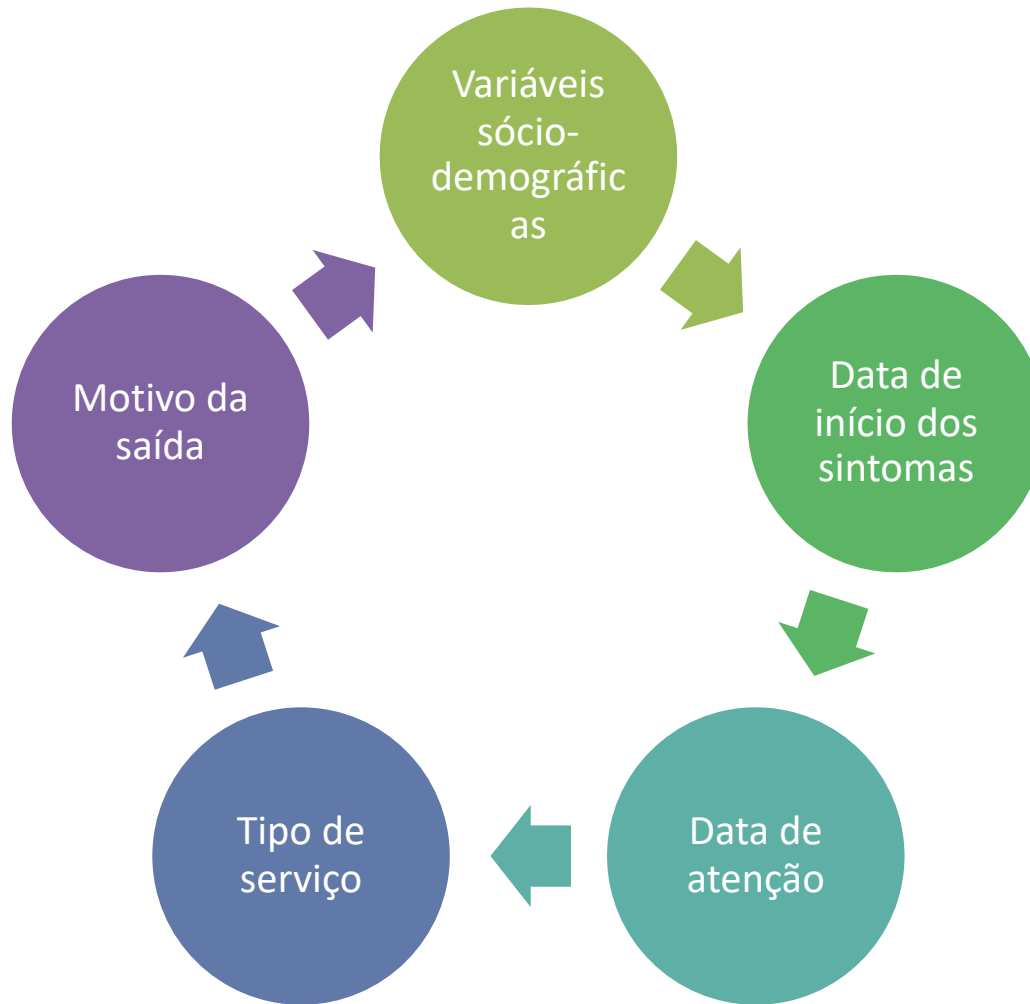 Variáveis
sócio-
demográfic
as
Data de
início dos
sintomas
Data de
atenção
Tipo de
serviço
Motivo da
saída